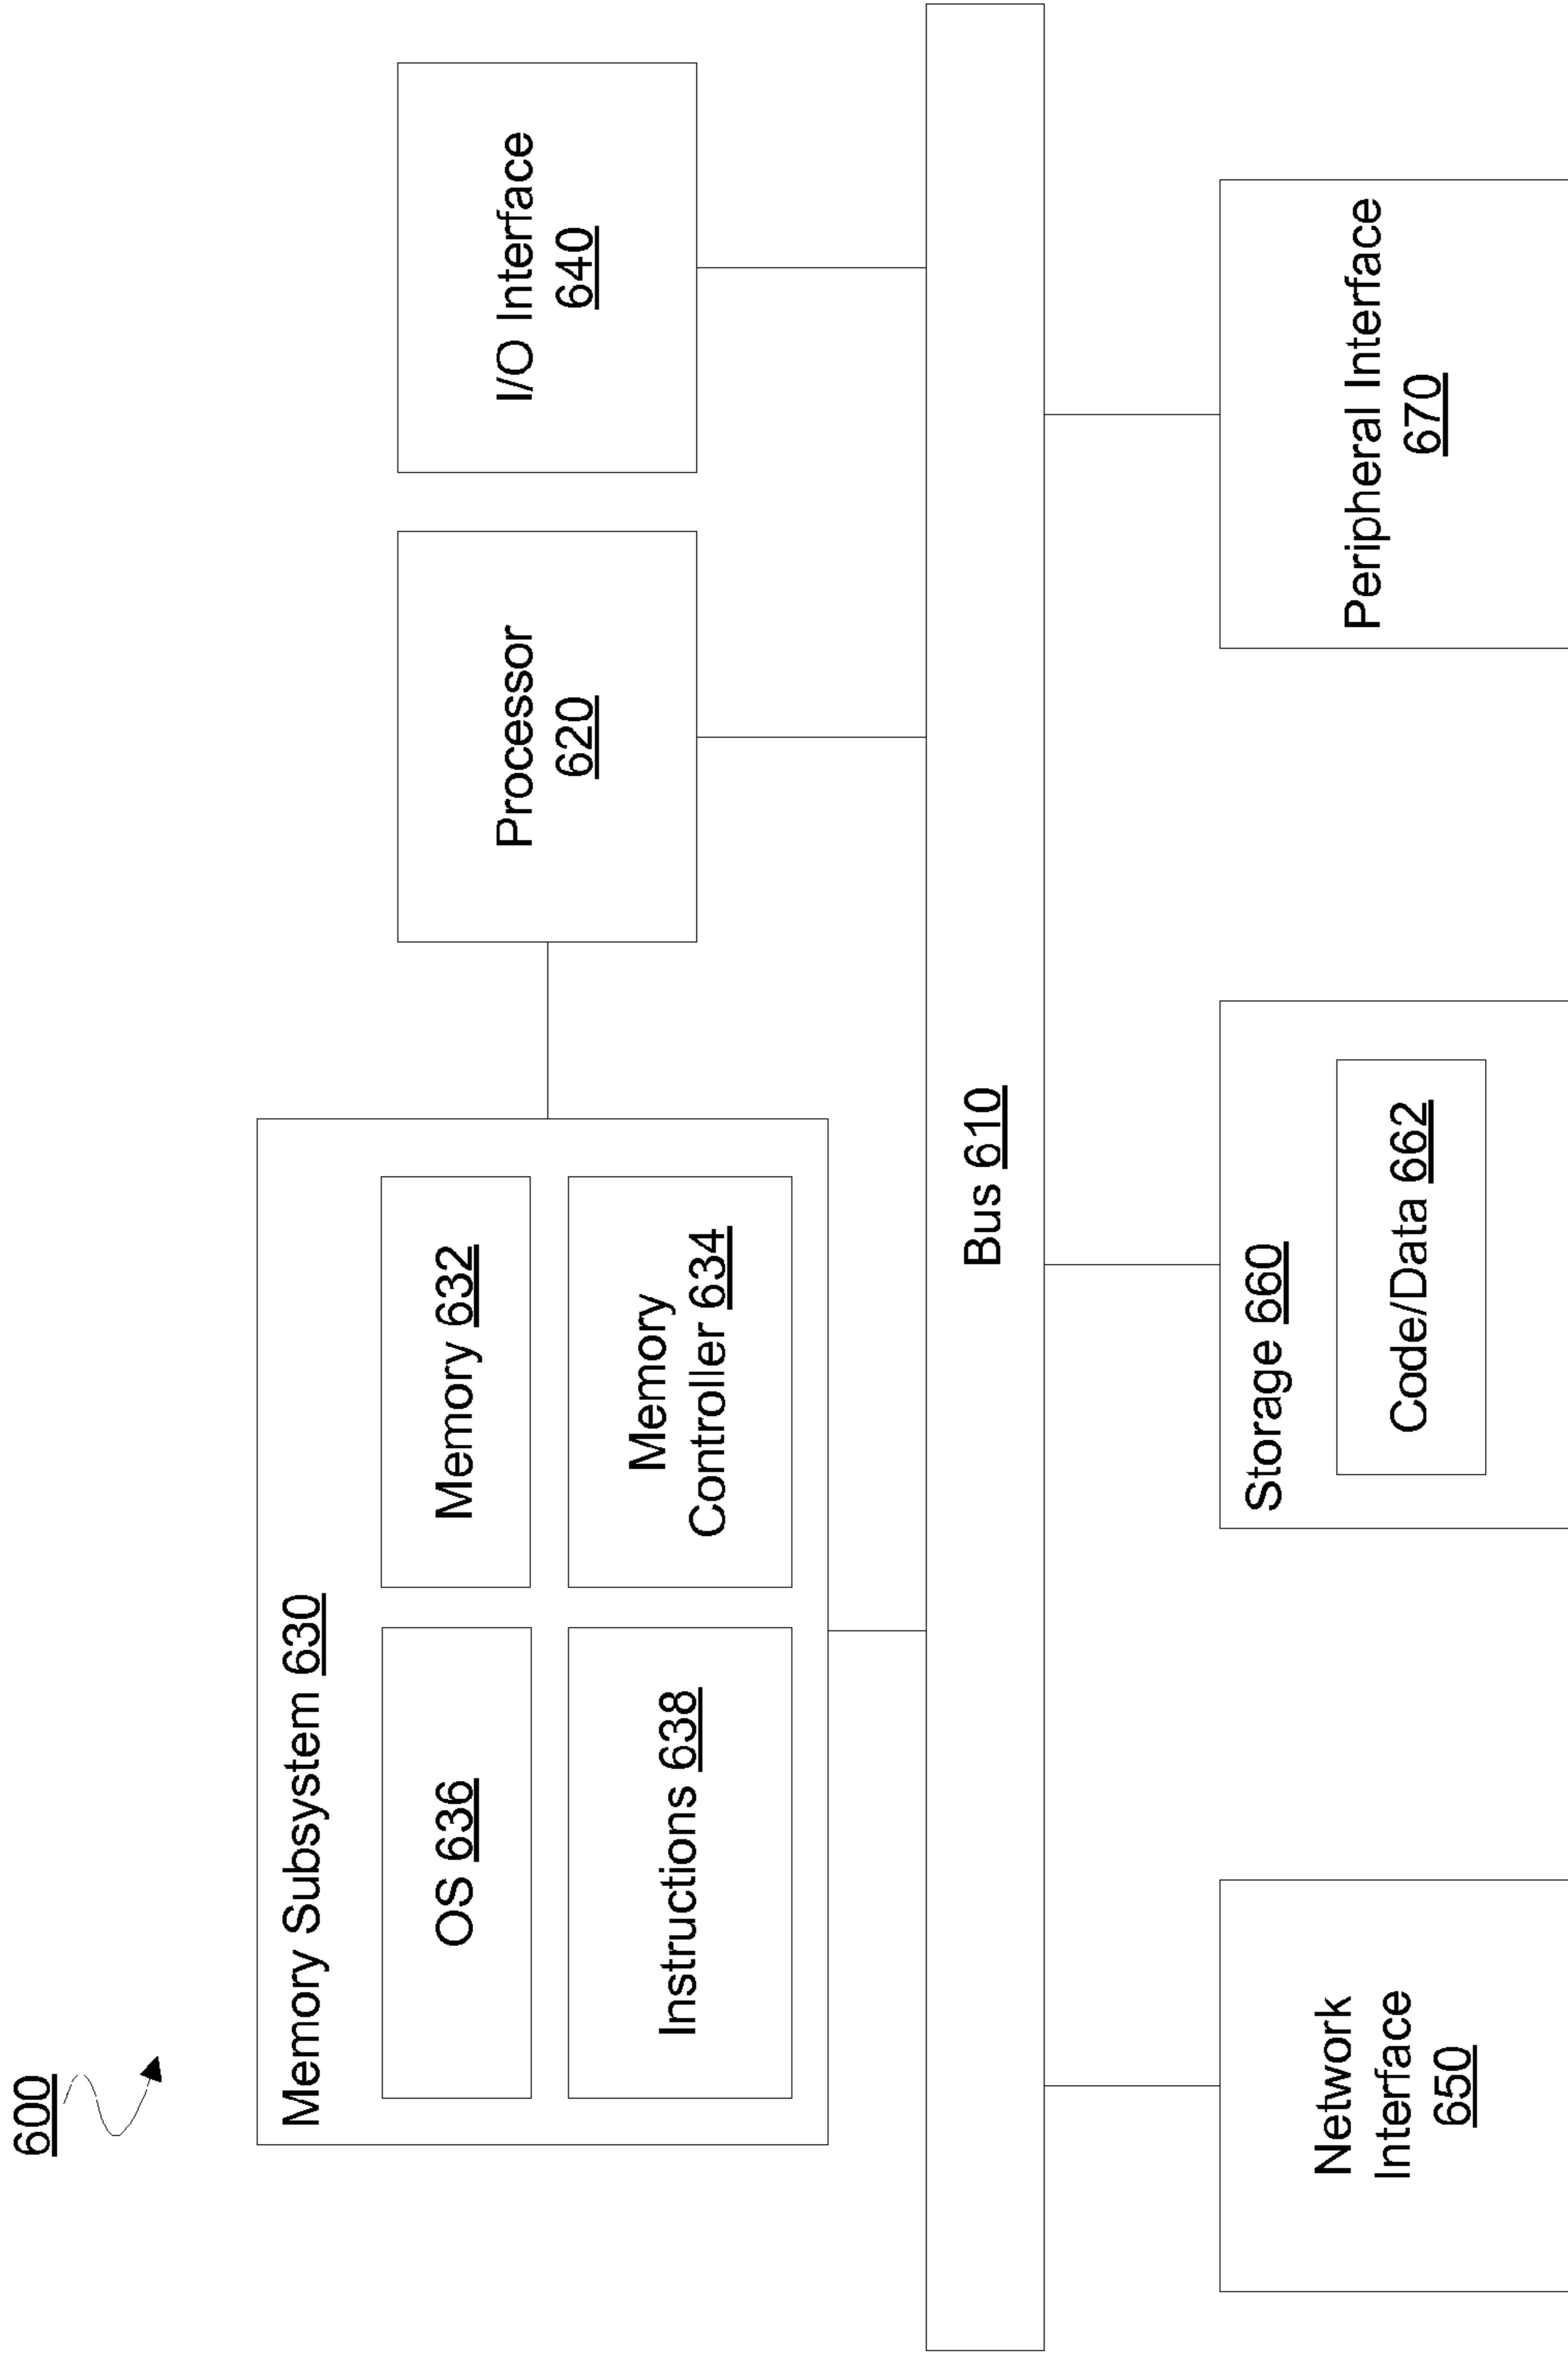 600
Memory Subsystem 630
OS 636
Memory 632
Instructions 638
Memory
Controller 634
Processor
620
I/O Interface
640
Bus 610
Network
Interface
650
Storage 660
Code/Data 662
Peripheral Interface
670